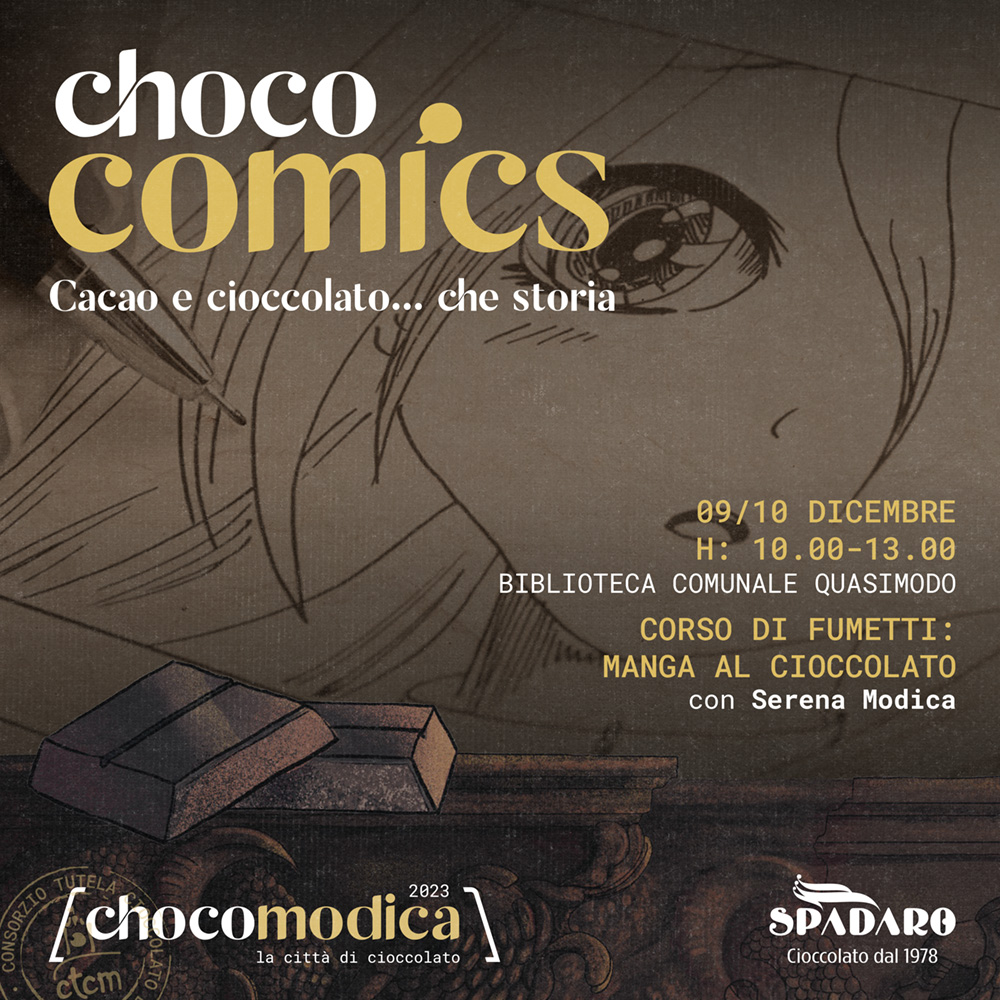 choco
comics
Cacao e cioccolato... che storia
09/10 DICEMBRE
H: 10.00-13.00
BIBLIOTECA COMUNALE QUASIMODO
CORSO DI FUMETTI:
MANGA AL CIOCCOLATO
con Serena Modica
CONSORZIO TUTELA
ctcm
2023
[chocomodica]
la città di cioccolato
SPADARO
Cioccolato dal 1978